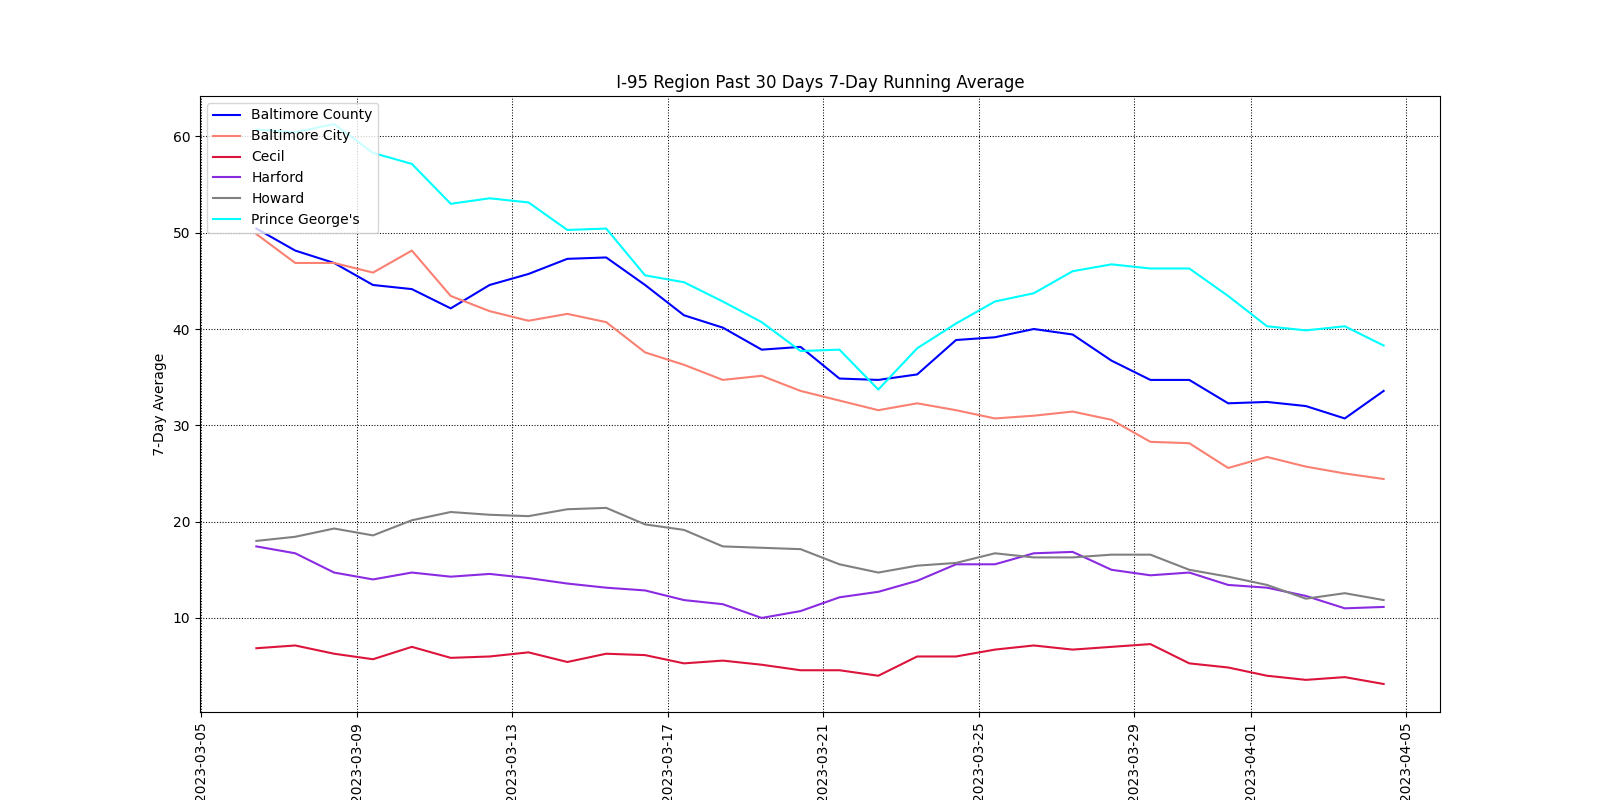 I-95 Region Past 30 Days 7-Day Running Average
Baltimore County
Baltimore City
Cecil
Harford
Howard
Prince George's
7-Day Average
60
50
40
30
20
10
2023-03-05
2023-03-09
2023-03-13
2023-03-17
2023-03-21
2023-03-25
2023-03-29
2023-04-01
2023-04-05